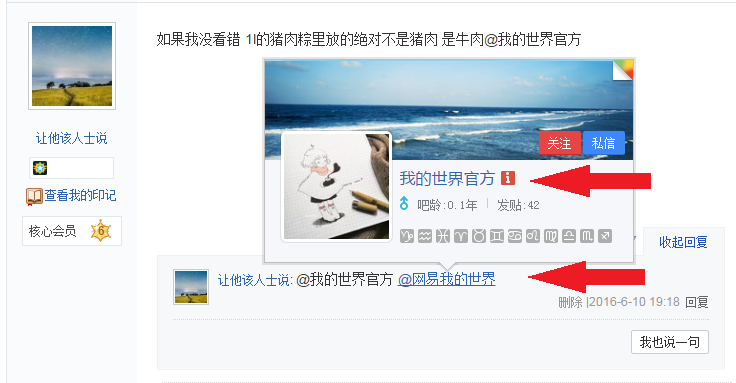 如果我没看错 1l的猪肉粽里放的绝对不是猪肉 是牛肉@我的世界官方
让他该人士说
查看我的印记
核心会员 6
关注 私信
我的世界官方
吧龄:0.1年 发贴:42
收起回复
让他该人士说: @我的世界官方 @网易我的世界
删除 |2016-6-10 19:18 回复
我也说一句